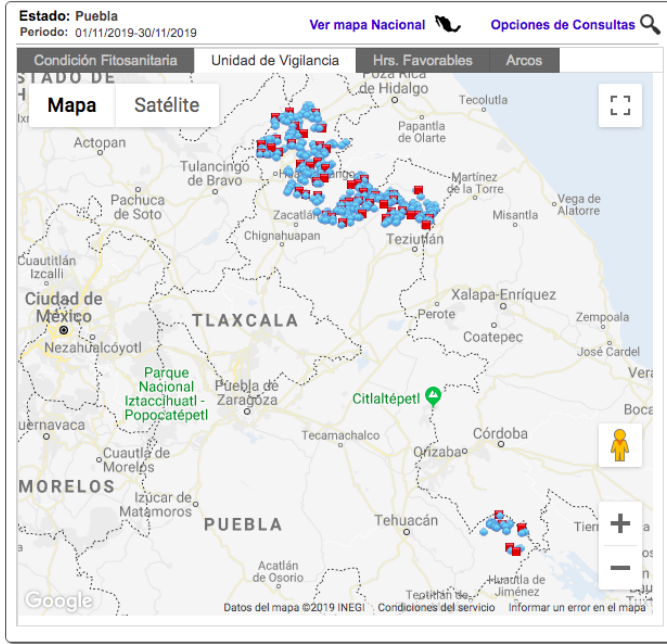 Estado: Puebla
Periodo: 01/11/2019-30/11/2019
Ver mapa Nacional
Opciones de Consultas
Condición Fitosanitaria
Unidad de Vigilancia
Hrs. Favorables
Arcos
Mapa
Satélite
ESTADO DE
Poza Rica
de Hidalgo
Tecolutla
Papantla
de Olarte
Actopan
Tulancingo
de Bravo
Martínez
de la Torre
Pachuca
de Soto
Vega de
Alatorre
Misantla
Chignahuapan
Teziutlán
Cuautitlán
Izcalli
Ciudad de
México
Xalapa-Enríquez
Perote
Zempoala
TLAXCALA
Coatepec
Nezahualcóyotl
José Cardel
Parque
Nacional
Iztaccíhuatl -
Popocatépetl
Puebla de
Zaragoza
Citlaltépetl
Tecamachalco
Córdoba
Orizaba
Cuautla de
Morelos
MORELOS
Izúcar de
Matamoros
PUEBLA
Tehuacán
Acatlán
de Osorio
Huautla de
Jiménez
Google
Datos del mapa ©2019 INEGI
Condiciones del servicio
Informar un error en el mapa